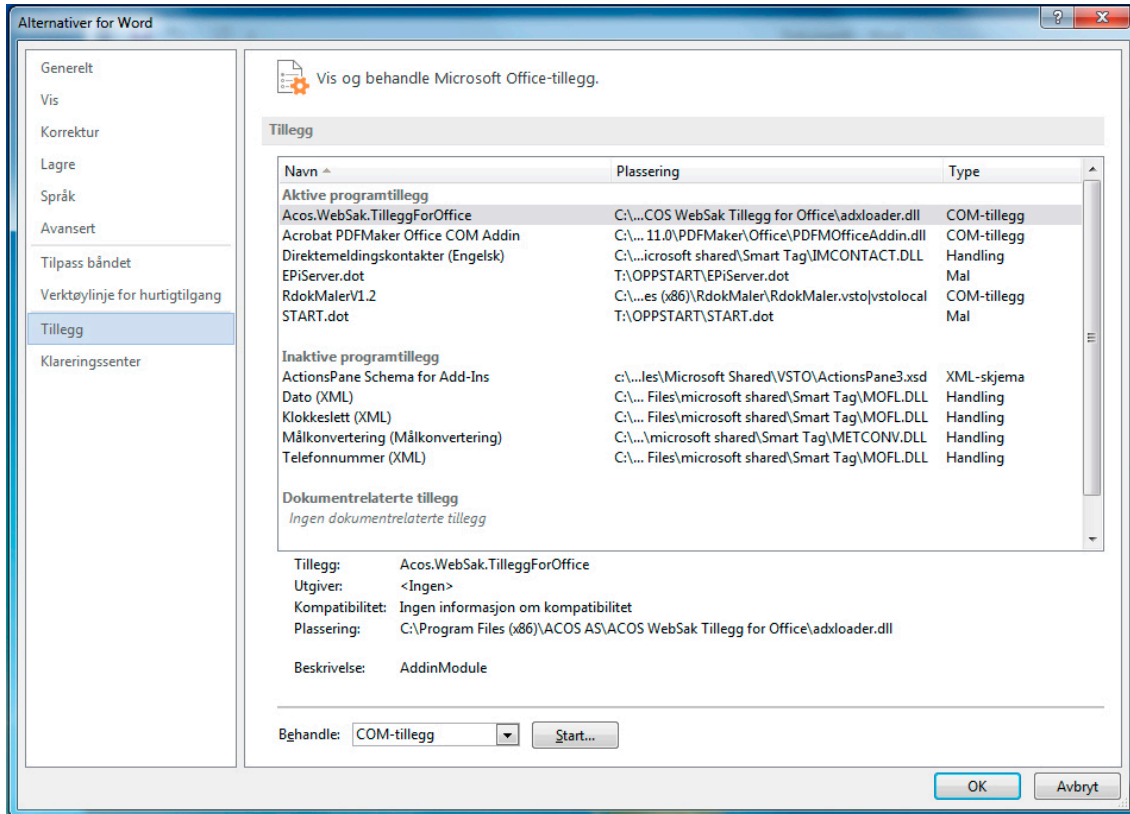 Alternativer for Word
Generelt
Vis
Korrektur
Lagre
Språk
Avansert
Tilpass båndet
Verktøylinje for hurtigtilgang
Tillegg
Klareringssenter
Vis og behandle Microsoft Office-tillegg.
Tillegg
Navn Plassering Type
Aktive programtillegg
Acos.WebSak.TilleggForOffice C:\...COS WebSak Tillegg for Office\adxloader.dll COM-tillegg
Acrobat PDFMaker Office COM Addin C:\... 11.0\PDFMaker\Office\PDFMOfficeAddin.dll COM-tillegg
Direktemeldingskontakter (Engelsk) C:\...icrosoft shared\Smart Tag\IMCONTACT.DLL Handling
EPiServer.dot T:\OPPSTART\EPiServer.dot Mal
RdokMalerV1.2 C:\...es (x86)\RdokMaler\RdokMaler.vsto|vstolocal COM-tillegg
START.dot T:\OPPSTART\START.dot Mal
Inaktive programtillegg
ActionsPane Schema for Add-Ins c:\...les\Microsoft Shared\VSTO\ActionsPane3.xsd XML-skjema
Dato (XML) C:\... Files\microsoft shared\Smart Tag\MOFL.DLL Handling
Klokkeslett (XML) C:\... Files\microsoft shared\Smart Tag\MOFL.DLL Handling
Målkonvertering (Målkonvertering) C:\...\microsoft shared\Smart Tag\METCONV.DLL Handling
Telefonnummer (XML) C:\... Files\microsoft shared\Smart Tag\MOFL.DLL Handling
Dokumentrelaterte tillegg
Ingen dokumentrelaterte tillegg
Tillegg: Acos.WebSak.TilleggForOffice
Utgiver: <Ingen>
Kompatibilitet: Ingen informasjon om kompatibilitet
Plassering: C:\Program Files (x86)\ACOS AS\ACOS WebSak Tillegg for Office\adxloader.dll
Beskrivelse: AddinModule
Behandle: COM-tillegg Start...
OK Avbryt